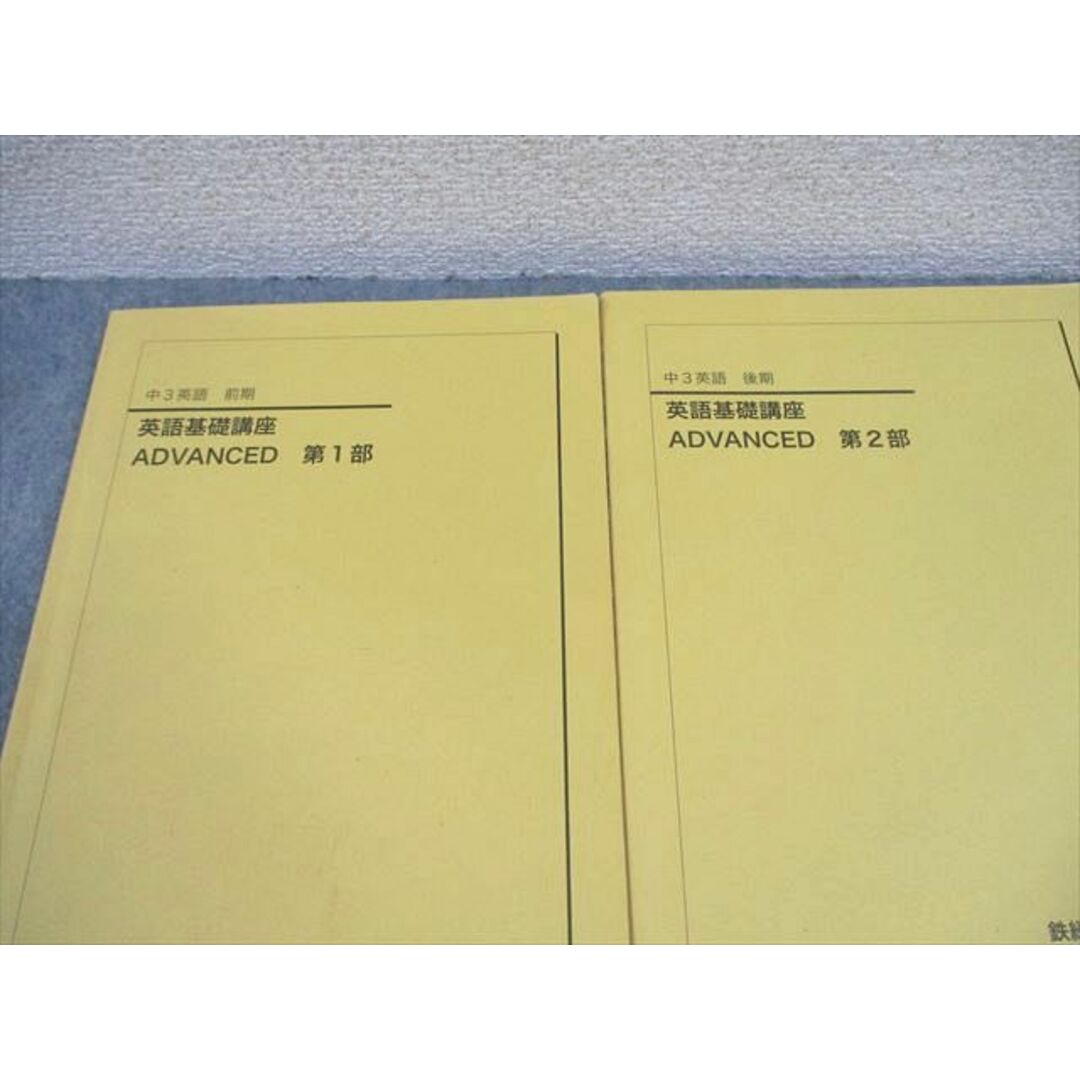 中3英語 前期
英語基礎講座
ADVANCED 第1部
中3英語 後期
英語基礎講座
ADVANCED 第2部
鉄